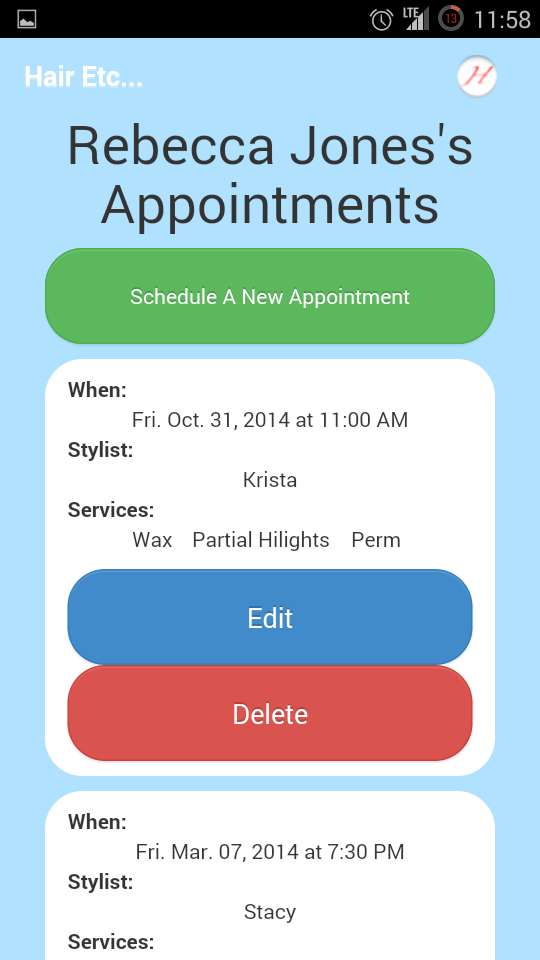 LTE 13 11:58
Hair Etc...
H
Rebecca Jones's
Appointments
Schedule A New Appointment
When:
Fri. Oct. 31, 2014 at 11:00 AM
Stylist:
Krista
Services:
Wax Partial Hilights Perm
Edit
Delete
When:
Fri. Mar. 07, 2014 at 7:30 PM
Stylist:
Stacy
Services: